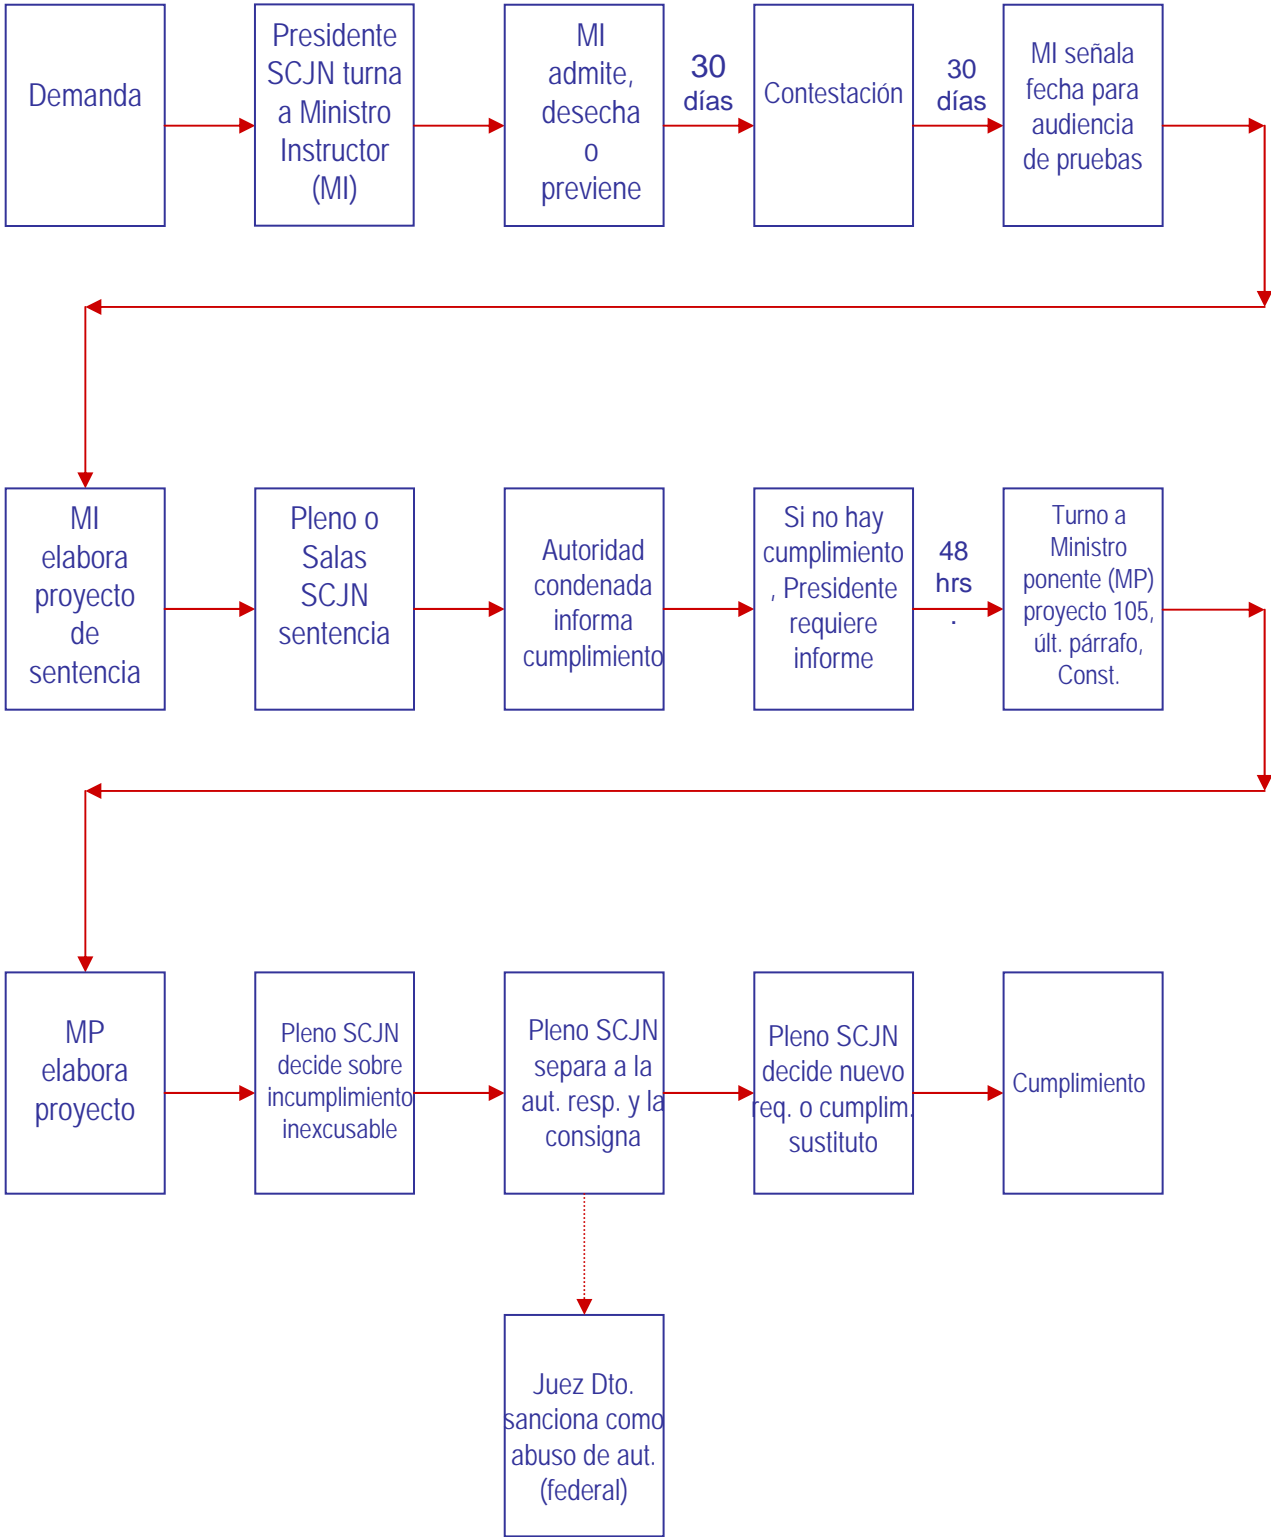 Demanda
Presidente
SCJN turna
a Ministro
Instructor
(MI)
MI
admite,
desecha
o
previene
30
días
Contestación
30
días
MI señala
fecha para
audiencia
de pruebas
MI
elabora
proyecto
de
sentencia
Pleno o
Salas
SCJN
sentencia
Autoridad
condenada
informa
cumplimiento
Si no hay
cumplimiento
, Presidente
requiere
informe
48
hrs
.
Turno a
Ministro
ponente (MP)
proyecto 105,
últ. párrafo,
Const.
MP
elabora
proyecto
Pleno SCJN
decide sobre
incumplimiento
inexcusable
Pleno SCJN
separa a la
aut. resp. y la
consigna
Pleno SCJN
decide nuevo
req. o cumplim.
sustituto
Cumplimiento
Juez Dto.
sanciona como
abuso de aut.
(federal)